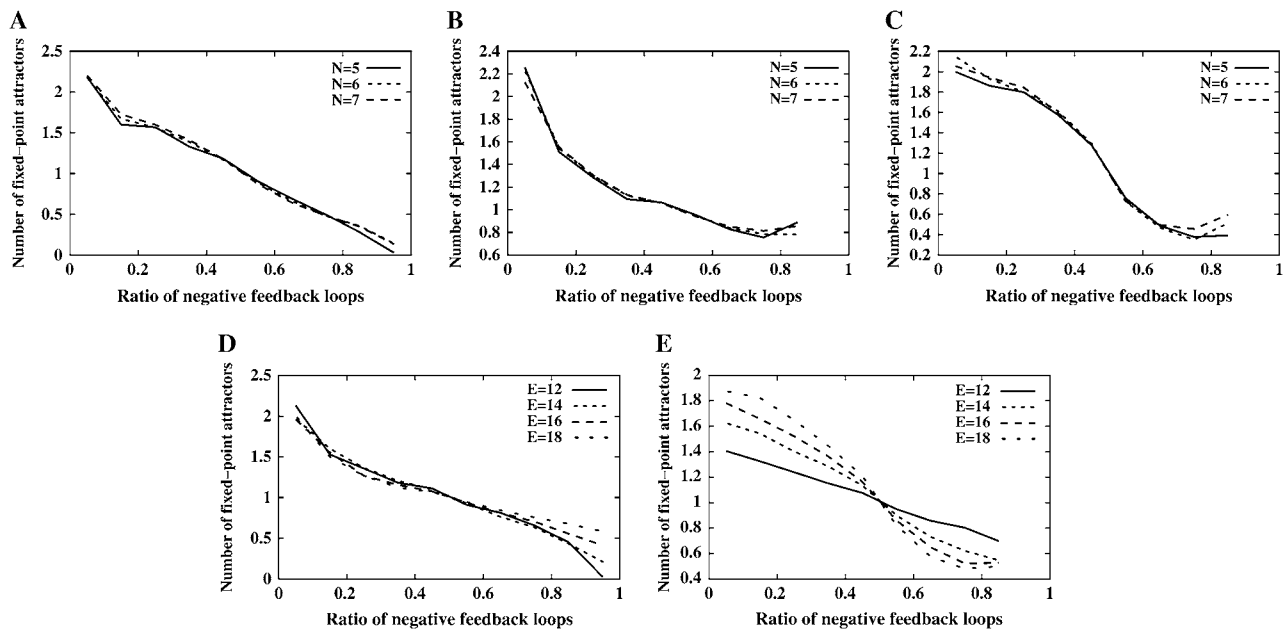 A
Number of fixed−point attractors
2.5
2
1.5
1
0.5
0
0 0.2 0.4 0.6 0.8 1
Ratio of negative feedback loops
N=5
N=6
N=7
B
Number of fixed−point attractors
2.4
2.2
2
1.8
1.6
1.4
1.2
1
0.8
0.6
0 0.2 0.4 0.6 0.8 1
Ratio of negative feedback loops
N=5
N=6
N=7
C
Number of fixed−point attractors
2.2
2
1.8
1.6
1.4
1.2
1
0.8
0.6
0.4
0.2
0 0.2 0.4 0.6 0.8 1
Ratio of negative feedback loops
N=5
N=6
N=7
D
Number of fixed−point attractors
2.5
2
1.5
1
0.5
0
0 0.2 0.4 0.6 0.8 1
Ratio of negative feedback loops
E=12
E=14
E=16
E=18
E
Number of fixed−point attractors
2
1.8
1.6
1.4
1.2
1
0.8
0.6
0.4
0 0.2 0.4 0.6 0.8 1
Ratio of negative feedback loops
E=12
E=14
E=16
E=18